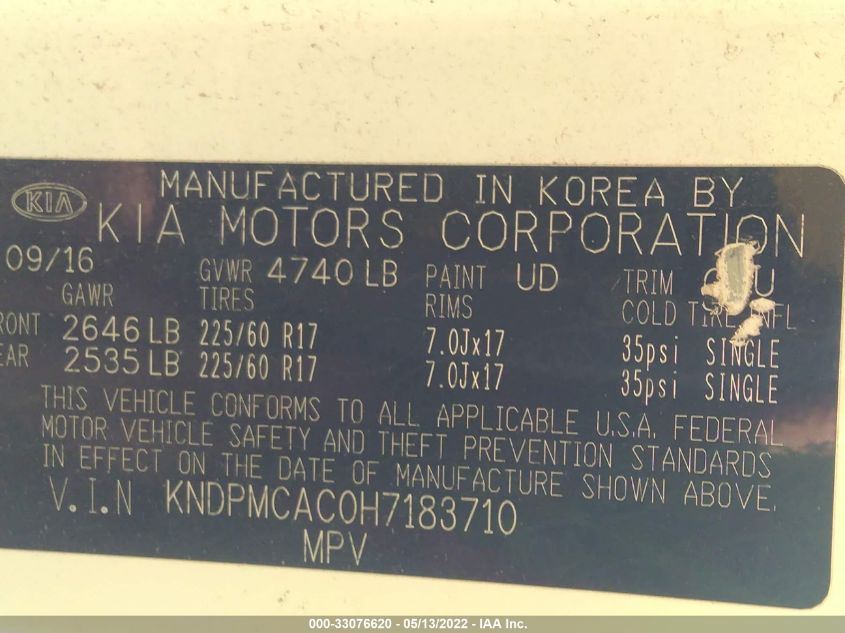 MANUFACTURED IN KOREA BY
KIA KIA MOTORS CORPORATION
09/16 GVWR 4740 LB PAINT UD TRIM
GAWR TIRES RIMS COLD TIRE INFL
RONT 2646 LB 225/60 R17 7.0Jx17 35psi SINGLE
EAR 2535 LB 225/60 R17 7.0Jx17 35psi SINGLE
THIS VEHICLE CONFORMS TO ALL APPLICABLE U.S.A. FEDERAL
MOTOR VEHICLE SAFETY AND THEFT PREVENTION STANDARDS
IN EFFECT ON THE DATE OF MANUFACTURE SHOWN ABOVE.
V.I.N KNDPMCAC0H7183710
MPV
000-33076620 - 05/13/2022 - IAA Inc.